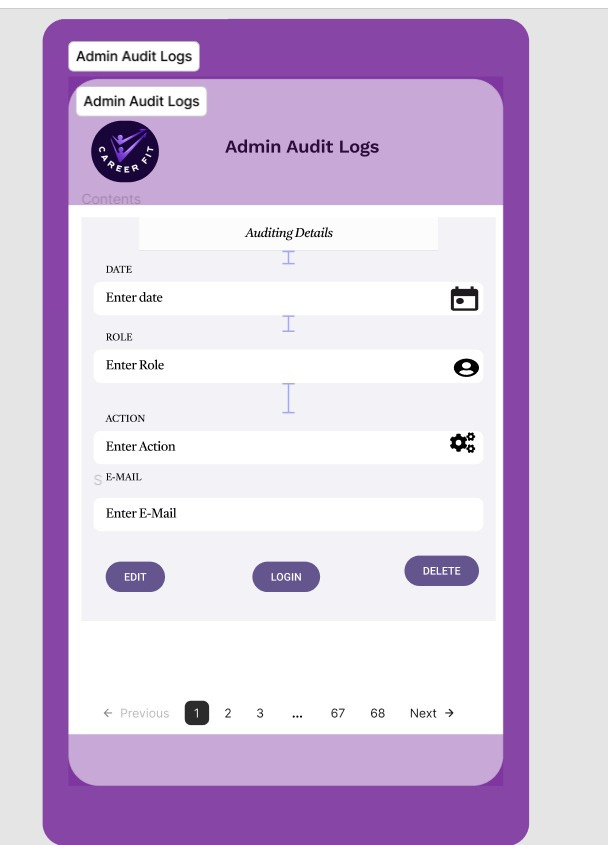 Admin Audit Logs
Admin Audit Logs
CAREER FIT
Admin Audit Logs
Contents
Auditing Details
DATE
Enter date
ROLE
Enter Role
ACTION
Enter Action
S E-MAIL
Enter E-Mail
EDIT LOGIN DELETE
← Previous 1 2 3 ... 67 68 Next →